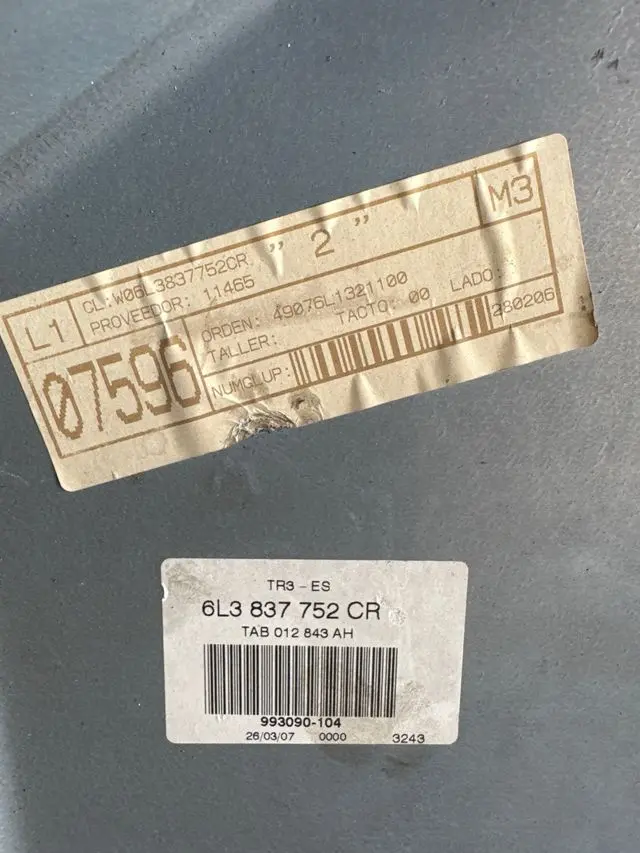 L1
CL:W06L3837752CR.
PROVEEDOR: 11465
" 2 "
M3
07596
ORDEN: 49076L1321100
TALLER:
TACTO: 00
LADO:
NUMGLUP:
280206
TR3 - ES
6L3 837 752 CR
TAB 012 843 AH
993090-104
26/03/07 0000 3243